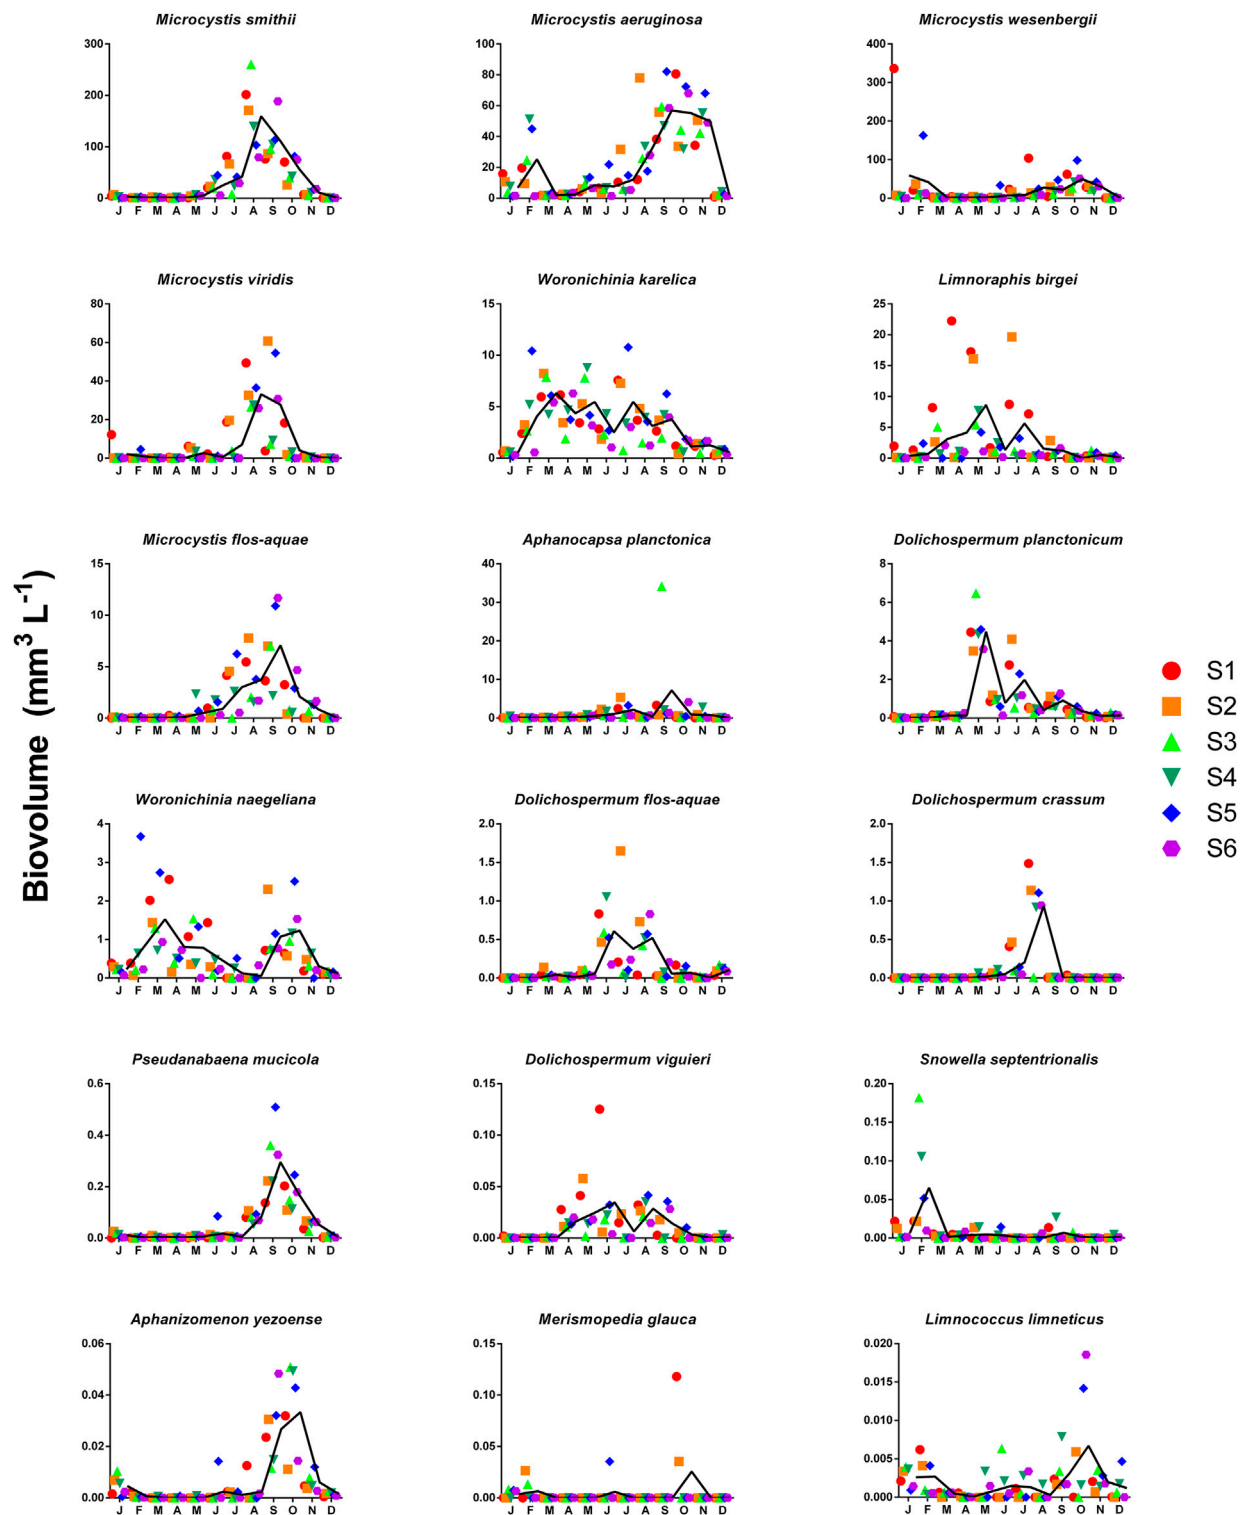 Biovolume (mm³ L⁻¹)
Microcystis smithii
300
200
100
0
J F M A M J J A S O N D
Microcystis aeruginosa
100
80
60
40
20
0
J F M A M J J A S O N D
Microcystis wesenbergii
400
300
200
100
0
J F M A M J J A S O N D
Microcystis viridis
80
60
40
20
0
J F M A M J J A S O N D
Woronichinia karelica
15
10
5
0
J F M A M J J A S O N D
Limnoraphis birgei
25
20
15
10
5
0
J F M A M J J A S O N D
Microcystis flos-aquae
15
10
5
0
J F M A M J J A S O N D
Aphanocapsa planctonica
40
30
20
10
0
J F M A M J J A S O N D
Dolichospermum planctonicum
8
6
4
2
0
J F M A M J J A S O N D
Woronichinia naegeliana
4
3
2
1
0
J F M A M J J A S O N D
Dolichospermum flos-aquae
2.0
1.5
1.0
0.5
0.0
J F M A M J J A S O N D
Dolichospermum crassum
2.0
1.5
1.0
0.5
0.0
J F M A M J J A S O N D
Pseudanabaena mucicola
0.6
0.4
0.2
0.0
J F M A M J J A S O N D
Dolichospermum viguieri
0.15
0.10
0.05
0.00
J F M A M J J A S O N D
Snowella septentrionalis
0.20
0.15
0.10
0.05
0.00
J F M A M J J A S O N D
Aphanizomenon yezoense
0.06
0.04
0.02
0.00
J F M A M J J A S O N D
Merismopedia glauca
0.15
0.10
0.05
0.00
J F M A M J J A S O N D
Limnococcus limneticus
0.020
0.015
0.010
0.005
0.000
J F M A M J J A S O N D
S1
S2
S3
S4
S5
S6